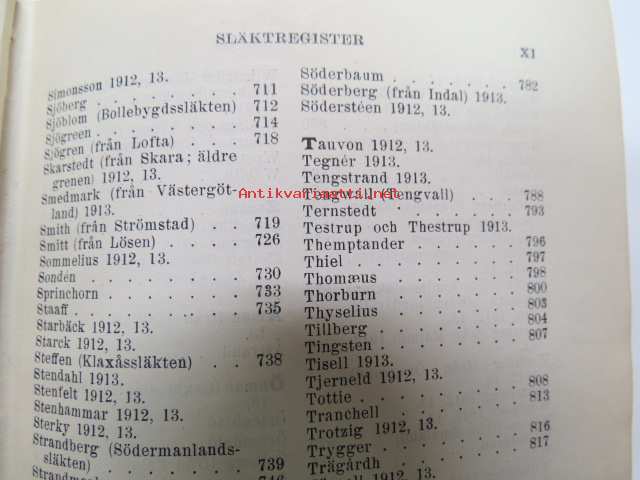 SLÄKTREGISTER
XI
Simonsson 1912, 13.
Sjöberg . . . . . . . . 711
Sjöblom (Bollebygdssläkten) 712
Sjögreen . . . . . . . . 714
Sjögren (från Lofta) . . . . 718
Skarstedt (från Skara; äldre
grenen) 1912, 13.
Smedmark (från Västergöt-
land) 1913.
Smith (från Strömstad) . . . 719
Smitt (från Lösen) . . . . . 726
Sommelius 1912, 13.
Sonden . . . . . . . . 730
Sprinchorn . . . . . . . 733
Staaff . . . . . . . . . 735
Starbäck 1912, 13.
Starck 1912, 13.
Steffen (Klaxåssläkten) . . . 738
Stendahl 1913.
Stenfelt 1912, 13.
Stenhammar 1912, 13.
Sterky 1912, 13.
Strandberg (Södermanlands-
släkten) . . . . . . . . 739
Söderbaum . . . . . . . 782
Söderberg (från Indal) 1913.
Söderstéen 1912, 13.
Tauvon 1912, 13.
Tegnér 1913.
Tengstrand 1913.
Tengwall (Tengvall) . . . . 788
Ternstedt . . . . . . . . 793
Testrup och Thestrup 1913.
Themptander . . . . . . 796
Thiel . . . . . . . . . 797
Thomæus . . . . . . . . 798
Thorburn . . . . . . . . 800
Thyselius . . . . . . . . 803
Tillberg . . . . . . . . 804
Tingsten . . . . . . . . 807
Tisell 1913.
Tjerneld 1912, 13.
Tottie . . . . . . . . . 808
Tranchell . . . . . . . . 813
Trotzig 1912, 13.
Trygger . . . . . . . . 816
Trägårdh . . . . . . . . 817